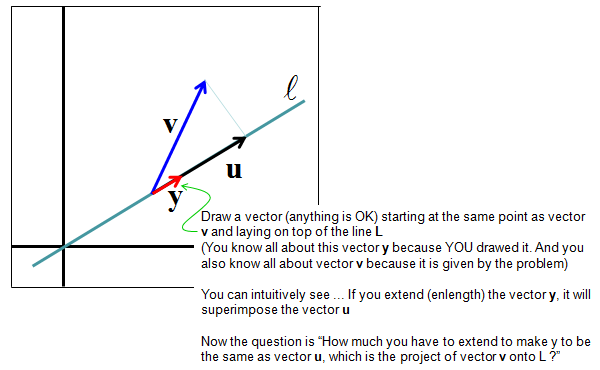 ℓ
v
u
y
Draw a vector (anything is OK) starting at the same point as vector
v and laying on top of the line L
(You know all about this vector y because YOU drawed it. And you
also know all about vector v because it is given by the problem)
You can intuitively see ... If you extend (enlength) the vector y, it will
superimpose the vector u
Now the question is “How much you have to extend to make y to be
the same as vector u, which is the project of vector v onto L ?”